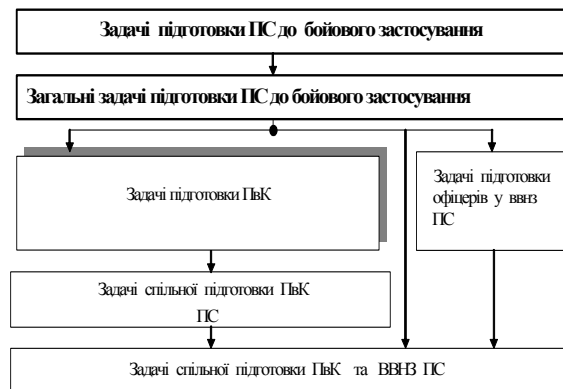 Задачі підготовки ПС до бойового застосування
Загальні задачі підготовки ПС до бойового застосування
Задачі підготовки ПвК
Задачі підготовки
офіцерів у ввнз
ПС
Задачі спільної підготовки ПвК
ПС
Задачі спільної підготовки ПвК та ВВНЗ ПС